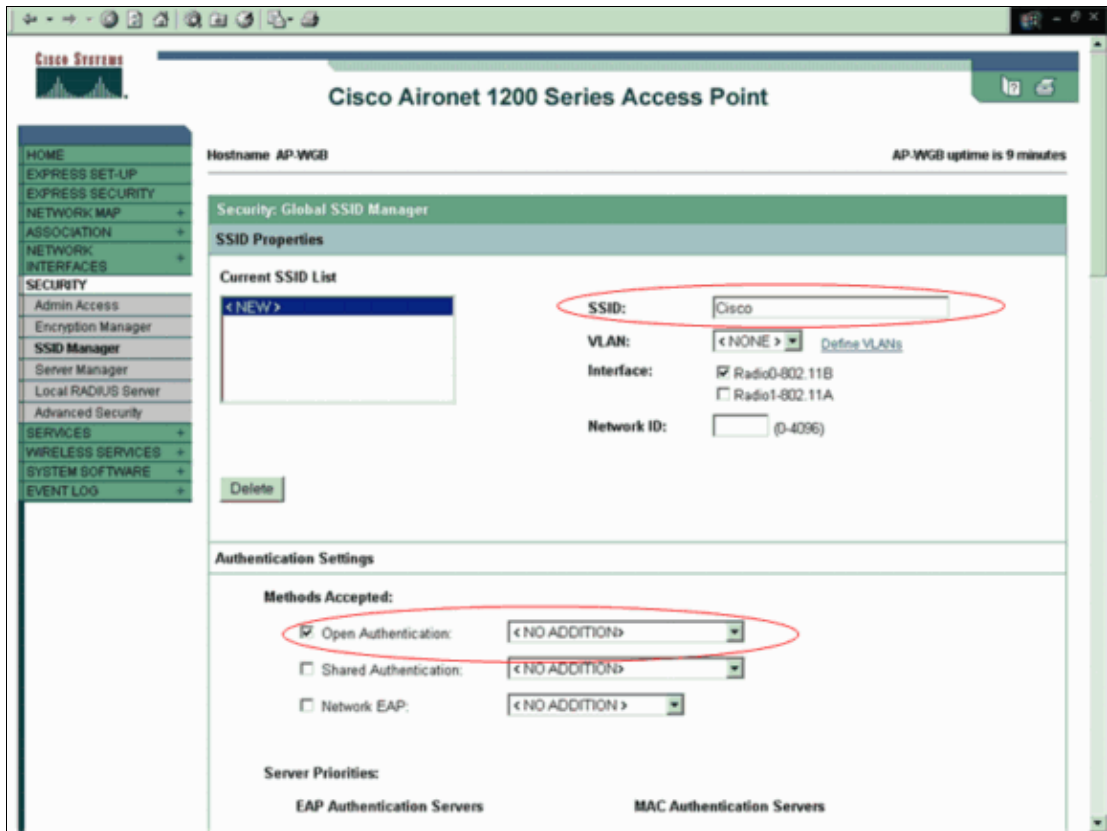 CISCO SYSTEMS
Cisco Aironet 1200 Series Access Point
HOME
EXPRESS SET-UP
EXPRESS SECURITY
NETWORK MAP +
ASSOCIATION +
NETWORK
INTERFACES +
SECURITY
Admin Access
Encryption Manager
SSID Manager
Server Manager
Local RADIUS Server
Advanced Security
SERVICES +
WIRELESS SERVICES +
SYSTEM SOFTWARE +
EVENT LOG +
Hostname AP-WGB
AP-WGB uptime is 9 minutes
Security: Global SSID Manager
SSID Properties
Current SSID List
< NEW >
SSID: Cisco
VLAN: < NONE > Define VLANs
Interface: Radio0-802.11B
Radio1-802.11A
Network ID: (0-4096)
Delete
Authentication Settings
Methods Accepted:
Open Authentication: < NO ADDITION>
Shared Authentication: < NO ADDITION>
Network EAP: < NO ADDITION >
Server Priorities:
EAP Authentication Servers
MAC Authentication Servers